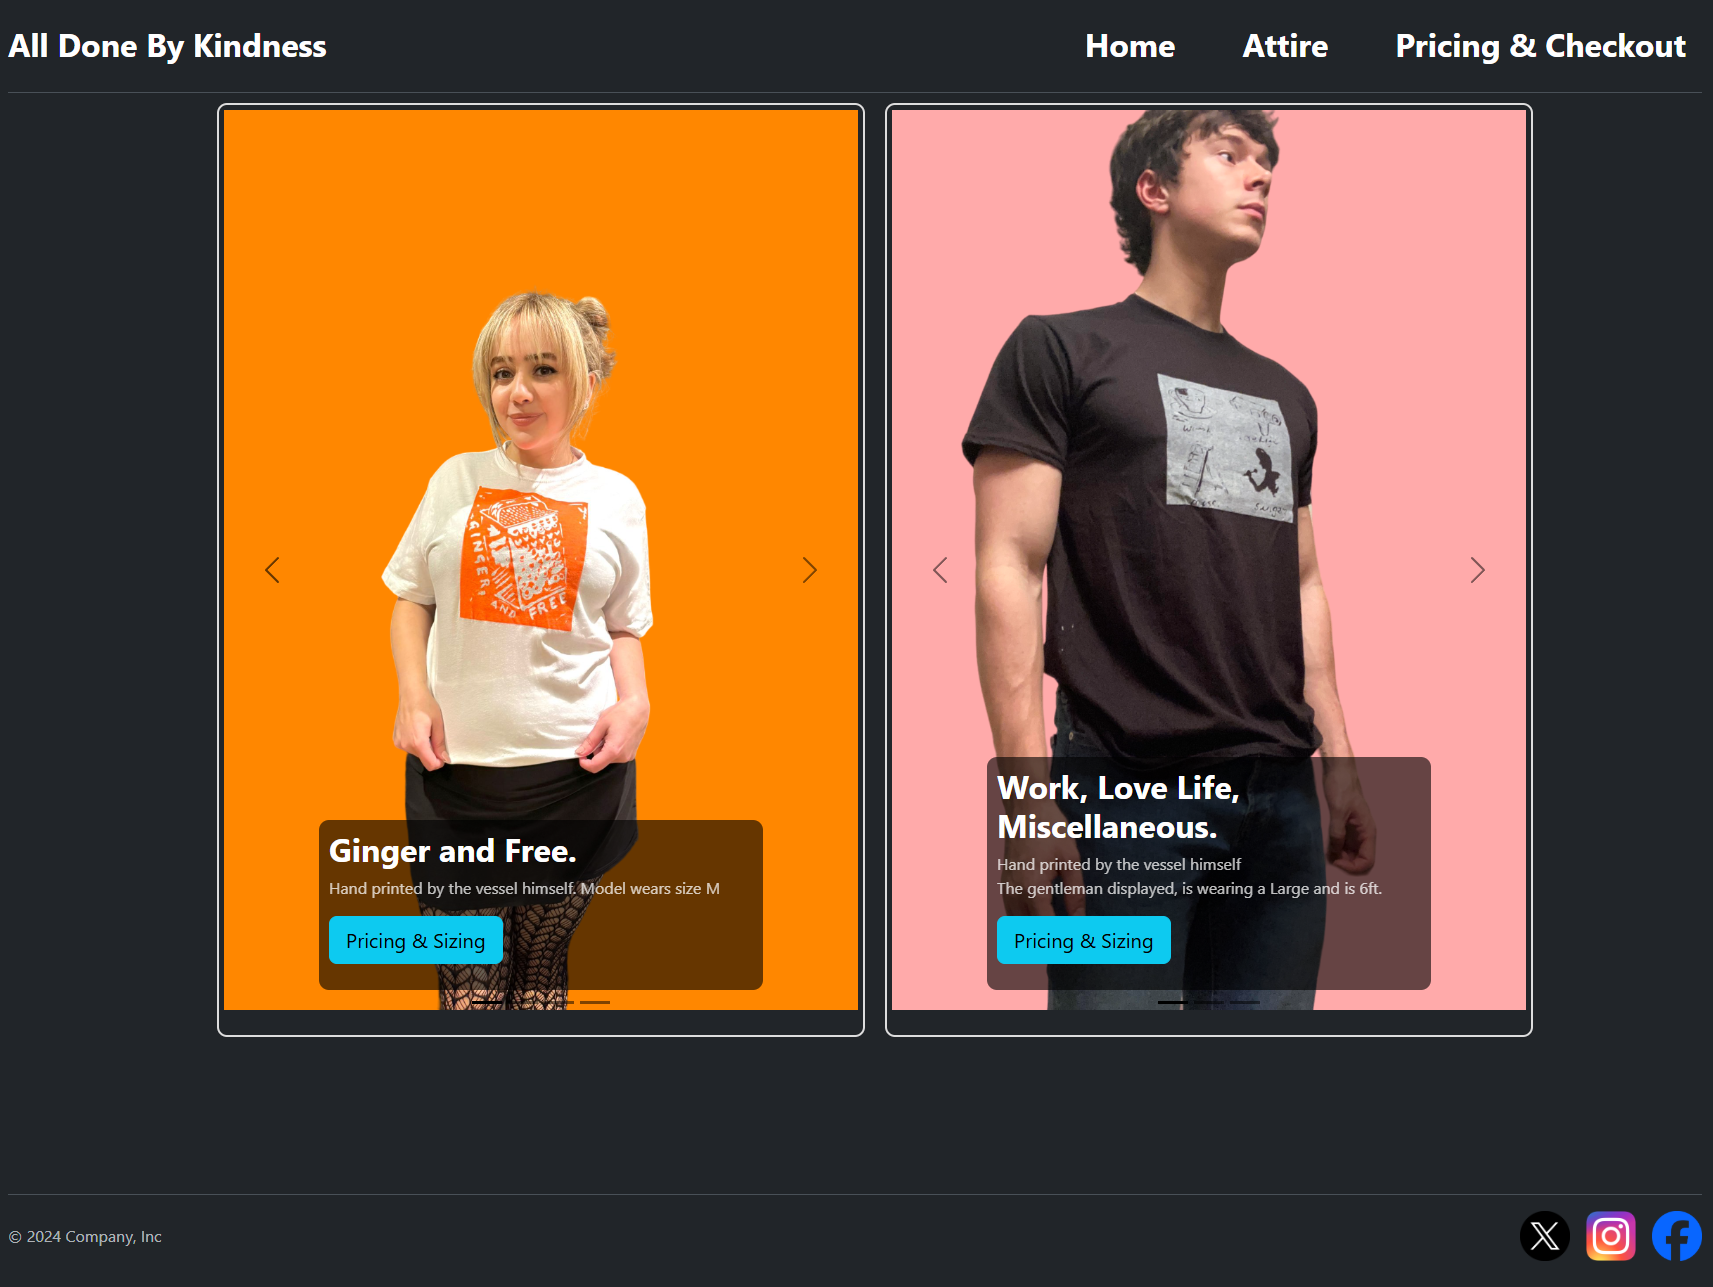 All Done By Kindness
Home Attire Pricing & Checkout
GINGER
AND FREE
Ginger and Free.
Hand printed by the vessel himself. Model wears size M
Pricing & Sizing
Work, Love Life,
Miscellaneous.
Hand printed by the vessel himself
The gentleman displayed, is wearing a Large and is 6ft.
Pricing & Sizing
© 2024 Company, Inc